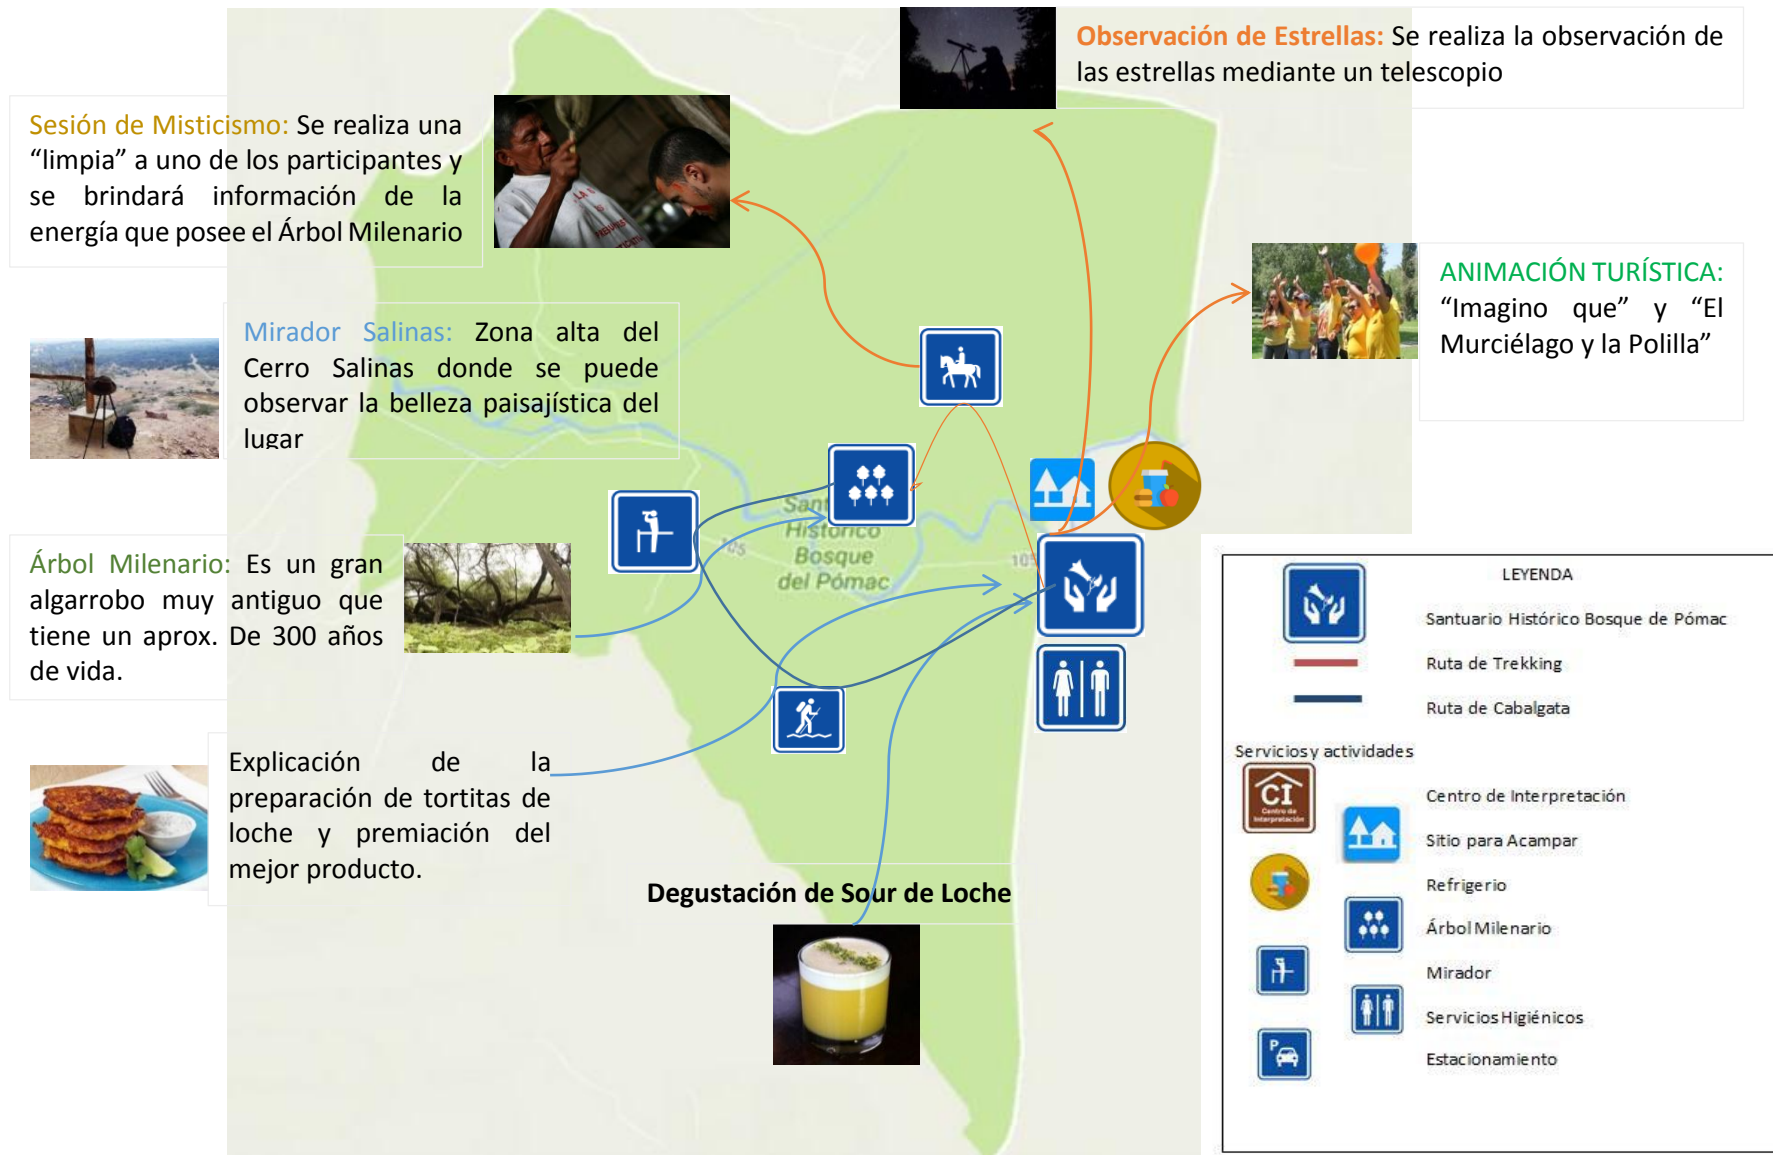 Observación de Estrellas: Se realiza la observación de
las estrellas mediante un telescopio
Sesión de Misticismo: Se realiza una
“limpia” a uno de los participantes y
se brindará información de la
energía que posee el Árbol Milenario
ANIMACIÓN TURÍSTICA:
“Imagino que” y “El
Murciélago y la Polilla”
Mirador Salinas: Zona alta del
Cerro Salinas donde se puede
observar la belleza paisajística del
lugar
Histórico
Bosque
del Pómac
105
105
Árbol Milenario: Es un gran
algarrobo muy antiguo que
tiene un aprox. De 300 años
de vida.
Explicación de la
preparación de tortitas de
loche y premiación del
mejor producto.
Degustación de Sour de Loche
LEYENDA
Santuario Histórico Bosque de Pómac
Ruta de Trekking
Ruta de Cabalgata
Servicios y actividades
CI
Centro de
Interpretación
Centro de Interpretación
Sitio para Acampar
Refrigerio
Árbol Milenario
Mirador
Servicios Higiénicos
P
Estacionamiento